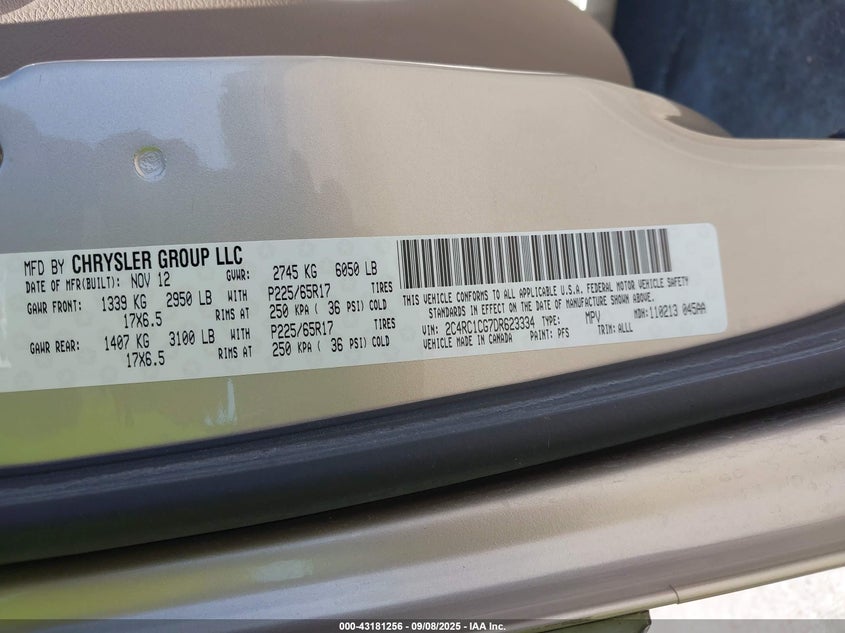 MFD BY CHRYSLER GROUP LLC
DATE OF MFR(BUILT): NOV 12 GVWR: 2745 KG 6050 LB
GAWR FRONT: 1339 KG 2950 LB WITH P225/65R17 TIRES
17X6.5 RIMS AT 250 KPA ( 36 PSI) COLD
GAWR REAR: 1407 KG 3100 LB WITH P225/65R17 TIRES
17X6.5 RIMS AT 250 KPA ( 36 PSI) COLD
THIS VEHICLE CONFORMS TO ALL APPLICABLE U.S.A. FEDERAL MOTOR VEHICLE SAFETY
STANDARDS IN EFFECT ON THE DATE OF MANUFACTURE SHOWN ABOVE.
VIN: 2C4RC1CG7DR623334 TYPE: MPV MDH: 110213 045AA
VEHICLE MADE IN CANADA PAINT: PFS TRIM: ALLL
000-43181256 - 09/08/2025 - IAA Inc.